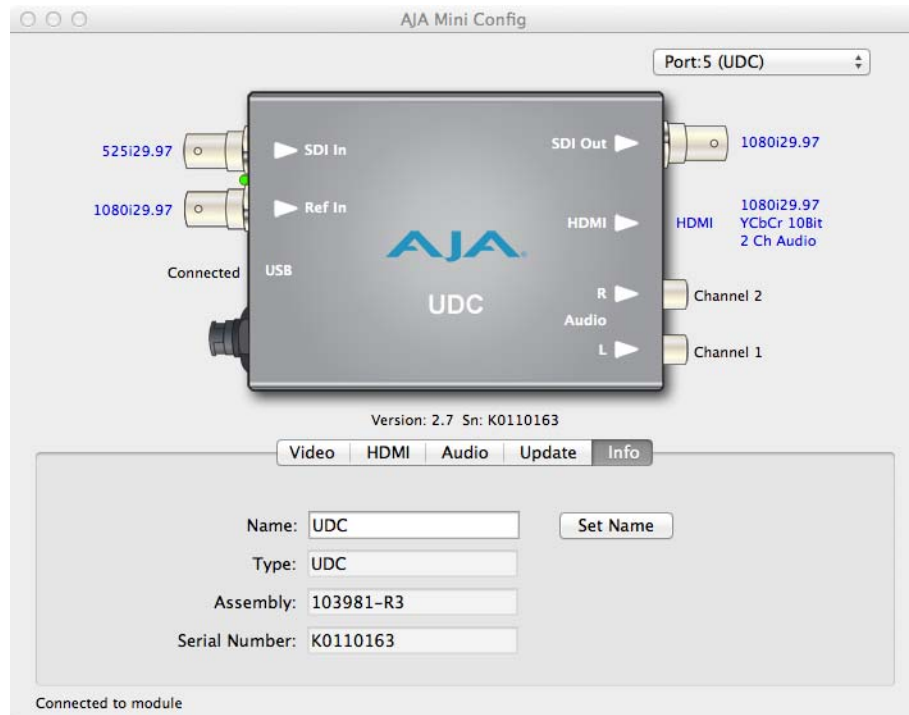 AJA Mini Config
Port:5 (UDC)
525i29.97
SDI In
SDI Out
1080i29.97
1080i29.97
Ref In
HDMI
HDMI
1080i29.97
YCbCr 10Bit
2 Ch Audio
AJA
Connected
USB
UDC
R
Channel 2
Audio
L
Channel 1
Version: 2.7 Sn: K0110163
Video HDMI Audio Update Info
Name: UDC Set Name
Type: UDC
Assembly: 103981-R3
Serial Number: K0110163
Connected to module